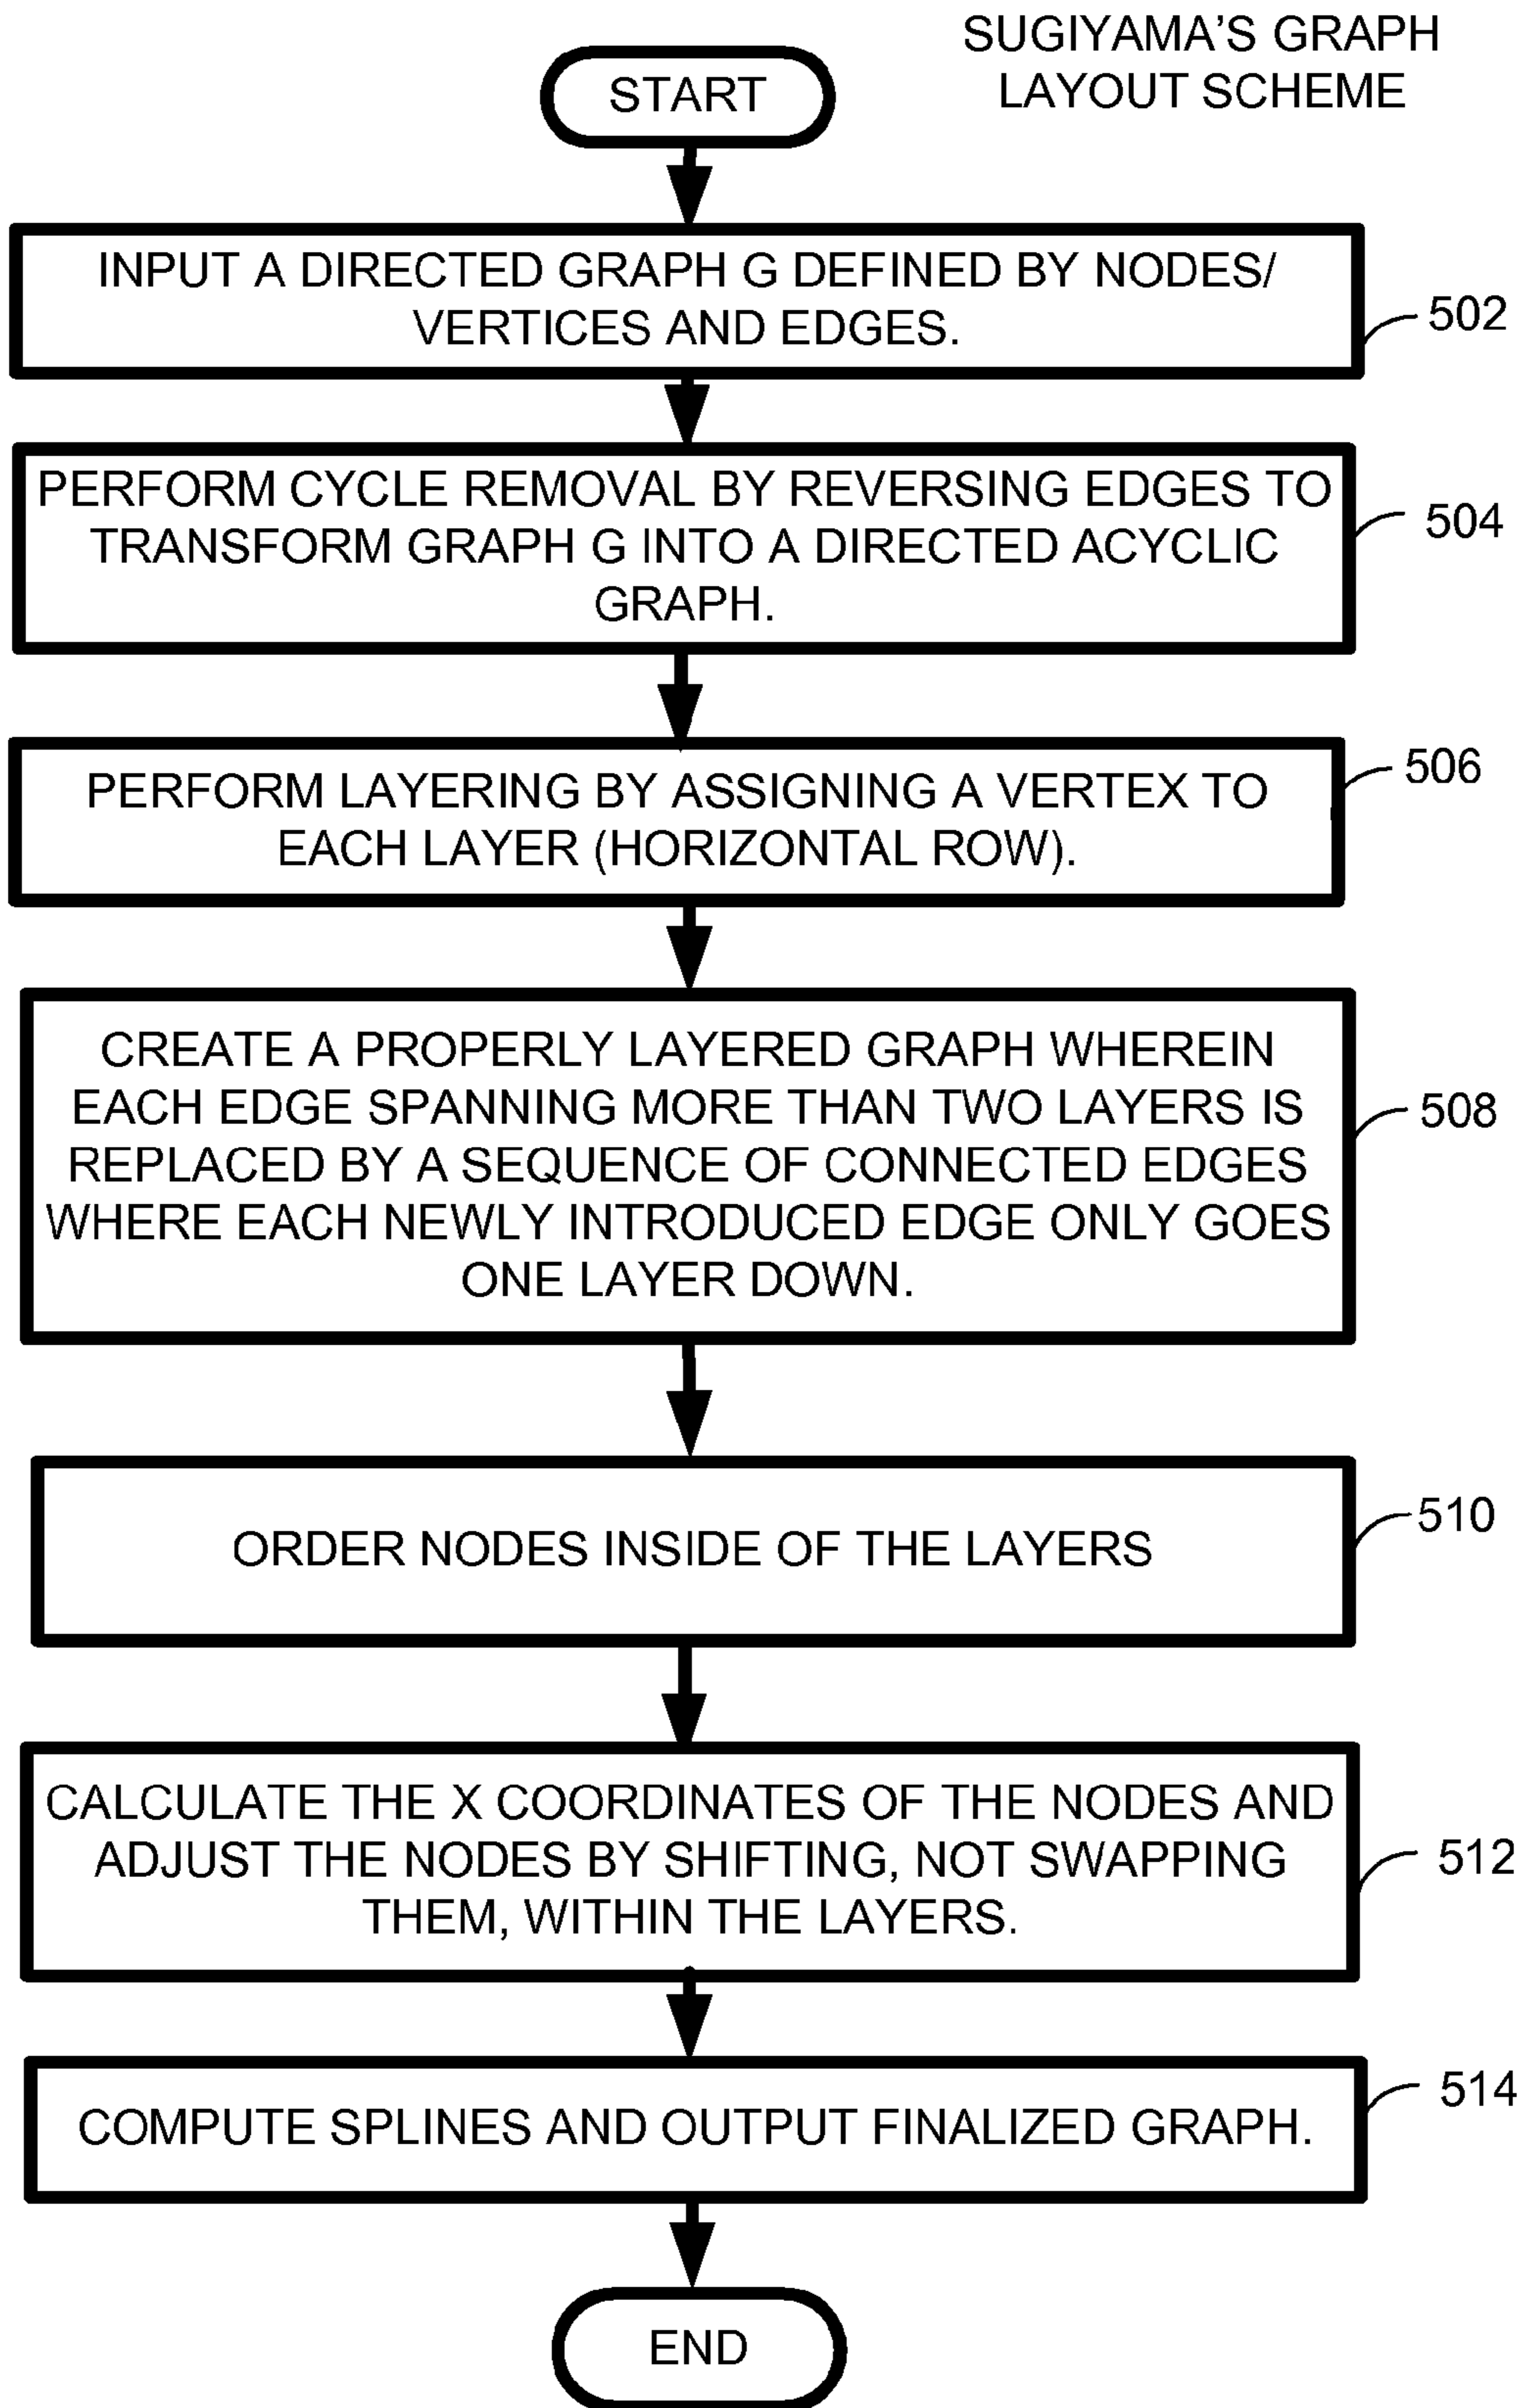 SUGIYAMA'S GRAPH
LAYOUT SCHEME
START
INPUT A DIRECTED GRAPH G DEFINED BY NODES/
VERTICES AND EDGES.
502
PERFORM CYCLE REMOVAL BY REVERSING EDGES TO
TRANSFORM GRAPH G INTO A DIRECTED ACYCLIC
GRAPH.
504
PERFORM LAYERING BY ASSIGNING A VERTEX TO
EACH LAYER (HORIZONTAL ROW).
506
CREATE A PROPERLY LAYERED GRAPH WHEREIN
EACH EDGE SPANNING MORE THAN TWO LAYERS IS
REPLACED BY A SEQUENCE OF CONNECTED EDGES
WHERE EACH NEWLY INTRODUCED EDGE ONLY GOES
ONE LAYER DOWN.
508
ORDER NODES INSIDE OF THE LAYERS
510
CALCULATE THE X COORDINATES OF THE NODES AND
ADJUST THE NODES BY SHIFTING, NOT SWAPPING
THEM, WITHIN THE LAYERS.
512
COMPUTE SPLINES AND OUTPUT FINALIZED GRAPH.
514
END